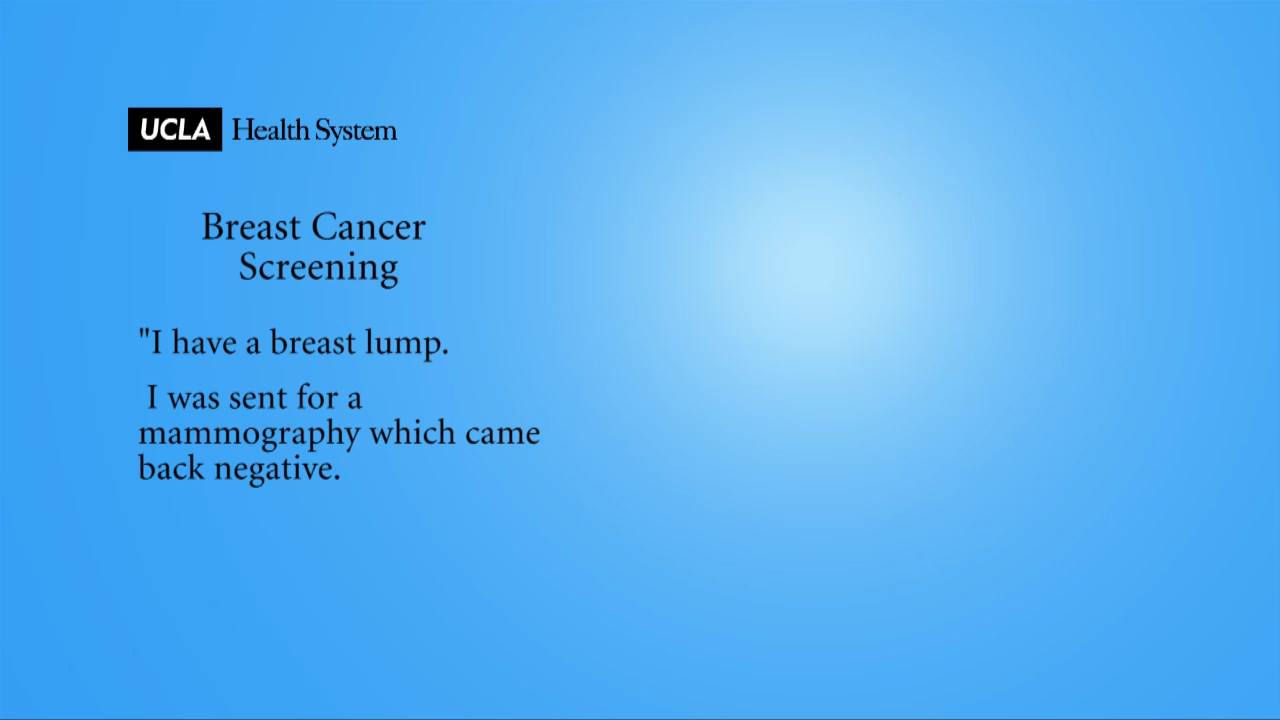 UCLA Health System
Breast Cancer
Screening
"I have a breast lump.
I was sent for a
mammography which came
back negative.